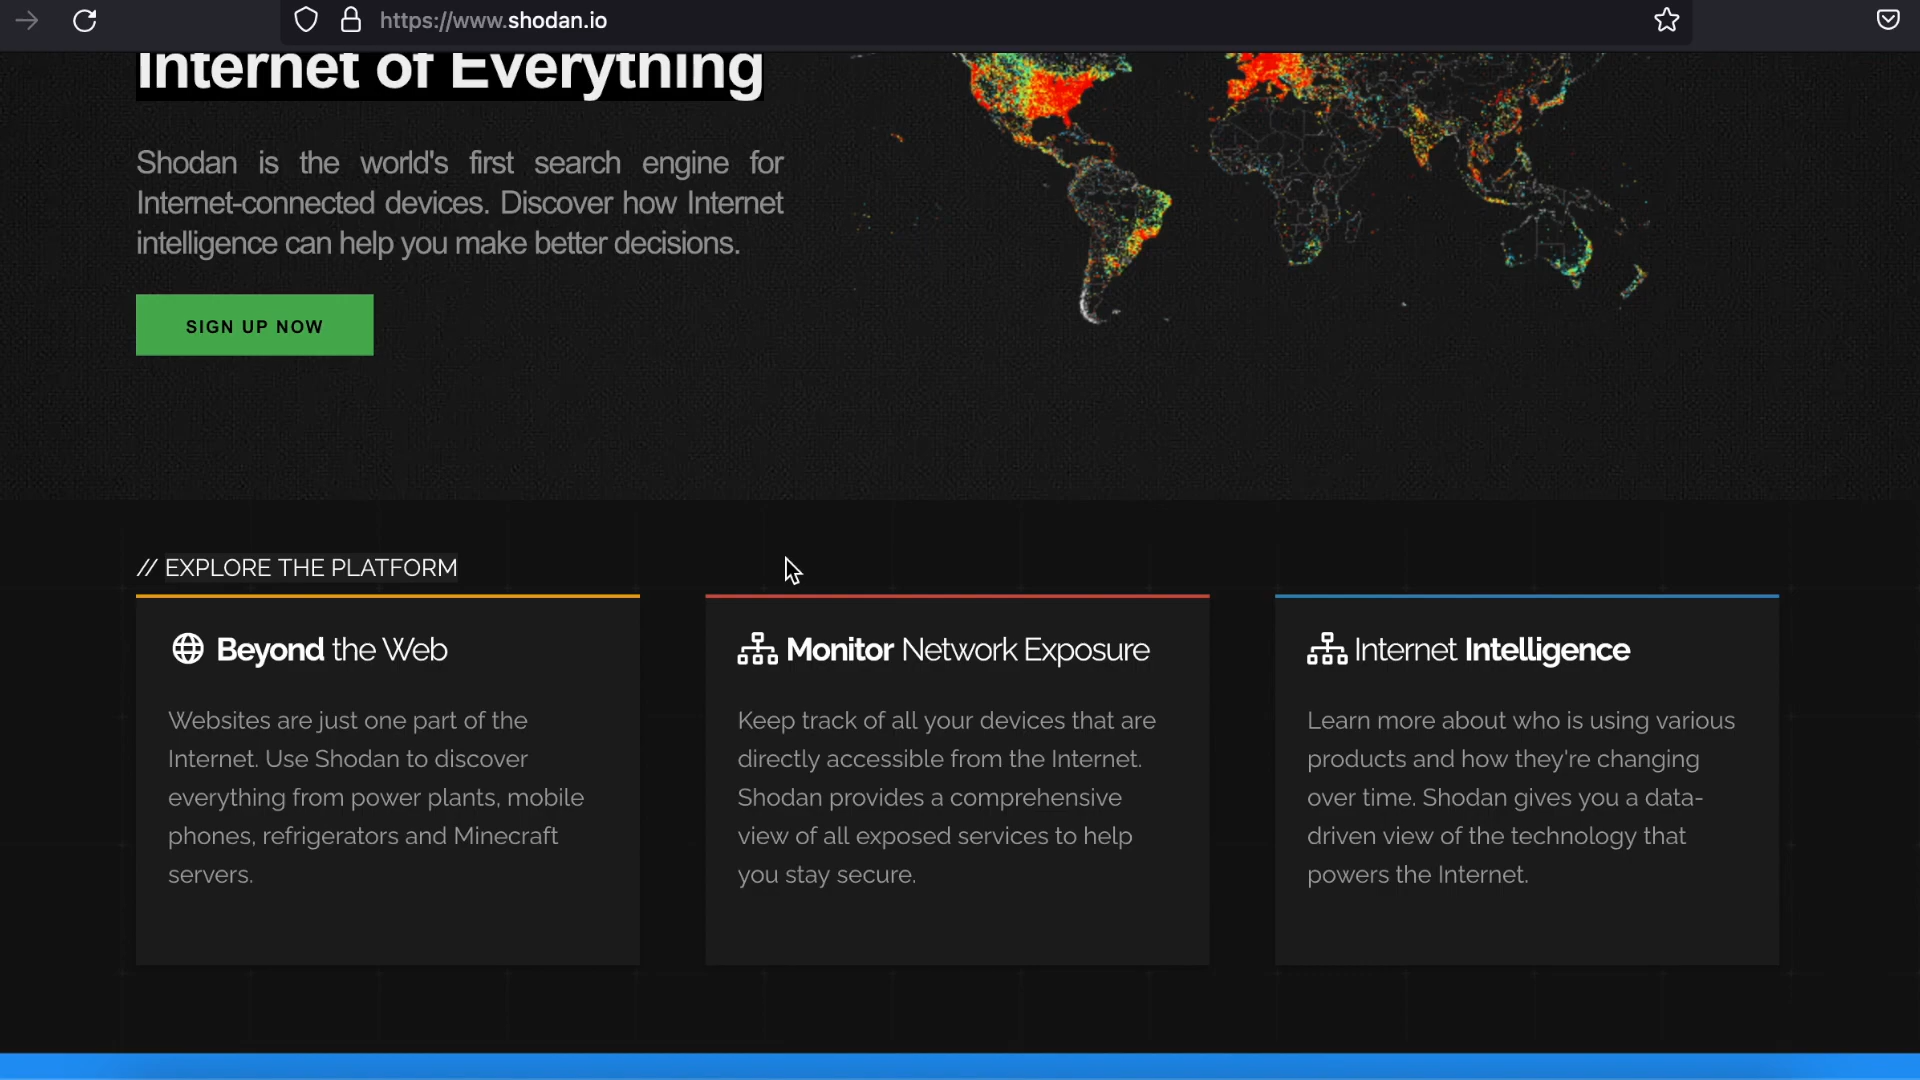 https://www.shodan.io
Internet of Everything
Shodan is the world's first search engine for
Internet-connected devices. Discover how Internet
intelligence can help you make better decisions.
SIGN UP NOW
// EXPLORE THE PLATFORM
Beyond the Web
Websites are just one part of the
Internet. Use Shodan to discover
everything from power plants, mobile
phones, refrigerators and Minecraft
servers.
Monitor Network Exposure
Keep track of all your devices that are
directly accessible from the Internet.
Shodan provides a comprehensive
view of all exposed services to help
you stay secure.
Internet Intelligence
Learn more about who is using various
products and how they're changing
over time. Shodan gives you a data-
driven view of the technology that
powers the Internet.